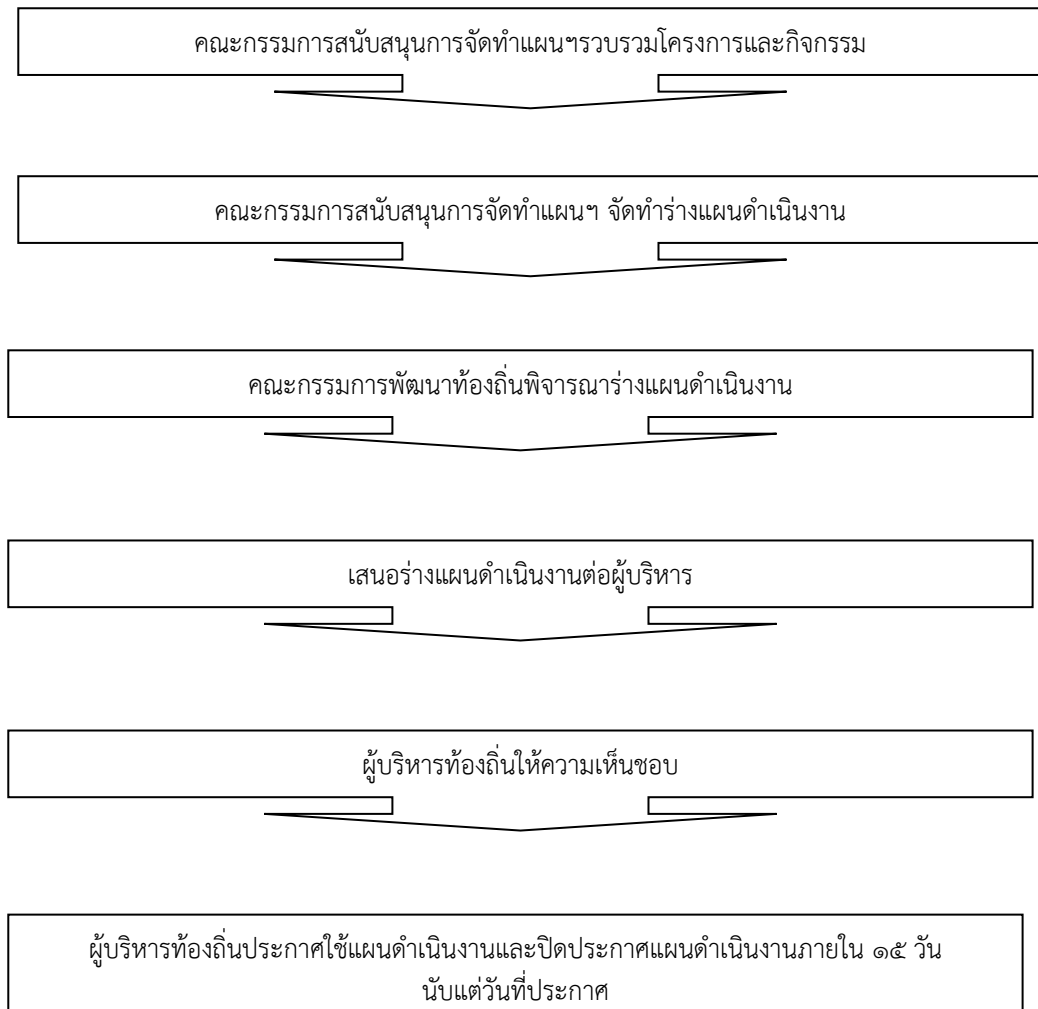 คณะกรรมการสนับสนุนการจัดทำแผนฯรวบรวมโครงการและกิจกรรม
คณะกรรมการสนับสนุนการจัดทำแผนฯ จัดทำร่างแผนดำเนินงาน
คณะกรรมการพัฒนาท้องถิ่นพิจารณาร่างแผนดำเนินงาน
เสนอร่างแผนดำเนินงานต่อผู้บริหาร
ผู้บริหารท้องถิ่นให้ความเห็นชอบ
ผู้บริหารท้องถิ่นประกาศใช้แผนดำเนินงานและปิดประกาศแผนดำเนินงานภายใน ๑๕ วัน
นับแต่วันที่ประกาศ